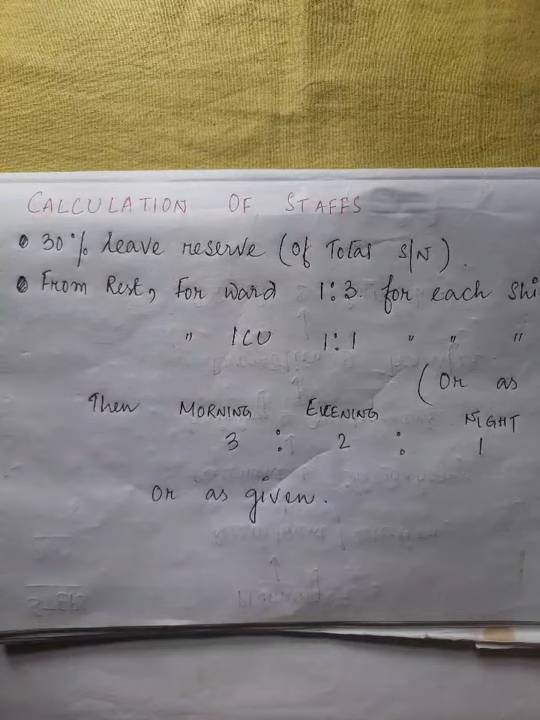 CALCULATION OF STAFFS
• 30% leave reserve (Of Total S/N).
• From Rest, For ward 1:3 for each Shi
" ICU 1:1 " " "
(Or as
Then MORNING EVENING NIGHT
3 : 2 : 1
Or as given.